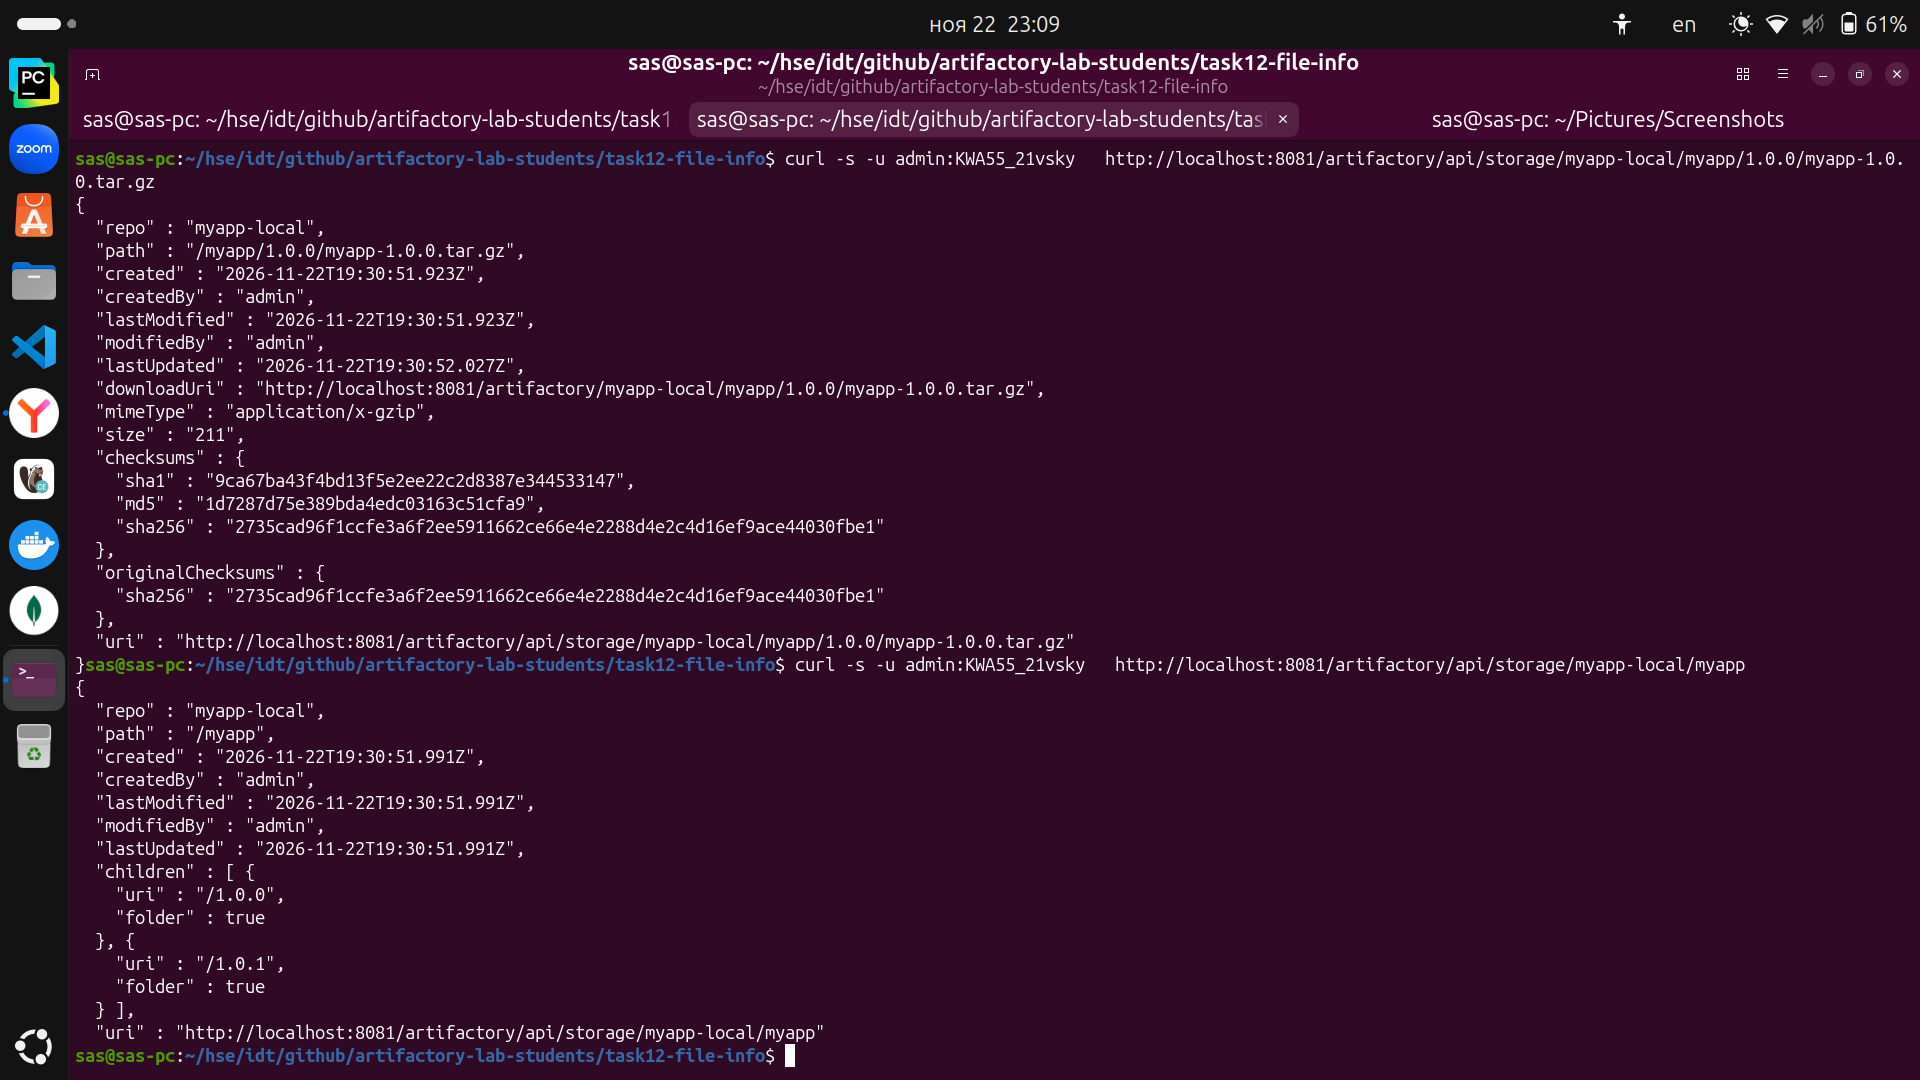 ноя 22 23:09
en
61%
PC
sas@sas-pc: ~/hse/idt/github/artifactory-lab-students/task12-file-info
~/hse/idt/github/artifactory-lab-students/task12-file-info
zoom
sas@sas-pc: ~/hse/idt/github/artifactory-lab-students/task1
sas@sas-pc: ~/hse/idt/github/artifactory-lab-students/tas
sas@sas-pc: ~/Pictures/Screenshots
sas@sas-pc:~/hse/idt/github/artifactory-lab-students/task12-file-info$ curl -s -u admin:KWA55_21vsky   http://localhost:8081/artifactory/api/storage/myapp-local/myapp/1.0.0/myapp-1.0.
0.tar.gz
{
  "repo" : "myapp-local",
  "path" : "/myapp/1.0.0/myapp-1.0.0.tar.gz",
  "created" : "2026-11-22T19:30:51.923Z",
  "createdBy" : "admin",
  "lastModified" : "2026-11-22T19:30:51.923Z",
  "modifiedBy" : "admin",
  "lastUpdated" : "2026-11-22T19:30:52.027Z",
  "downloadUri" : "http://localhost:8081/artifactory/myapp-local/myapp/1.0.0/myapp-1.0.0.tar.gz",
  "mimeType" : "application/x-gzip",
  "size" : "211",
  "checksums" : {
    "sha1" : "9ca67ba43f4bd13f5e2ee22c2d8387e344533147",
    "md5" : "1d7287d75e389bda4edc03163c51cfa9",
    "sha256" : "2735cad96f1ccfe3a6f2ee5911662ce66e4e2288d4e2c4d16ef9ace44030fbe1"
  },
  "originalChecksums" : {
    "sha256" : "2735cad96f1ccfe3a6f2ee5911662ce66e4e2288d4e2c4d16ef9ace44030fbe1"
  },
  "uri" : "http://localhost:8081/artifactory/api/storage/myapp-local/myapp/1.0.0/myapp-1.0.0.tar.gz"
}sas@sas-pc:~/hse/idt/github/artifactory-lab-students/task12-file-info$ curl -s -u admin:KWA55_21vsky   http://localhost:8081/artifactory/api/storage/myapp-local/myapp
{
  "repo" : "myapp-local",
  "path" : "/myapp",
  "created" : "2026-11-22T19:30:51.991Z",
  "createdBy" : "admin",
  "lastModified" : "2026-11-22T19:30:51.991Z",
  "modifiedBy" : "admin",
  "lastUpdated" : "2026-11-22T19:30:51.991Z",
  "children" : [ {
    "uri" : "/1.0.0",
    "folder" : true
  }, {
    "uri" : "/1.0.1",
    "folder" : true
  } ],
  "uri" : "http://localhost:8081/artifactory/api/storage/myapp-local/myapp"
sas@sas-pc:~/hse/idt/github/artifactory-lab-students/task12-file-info$